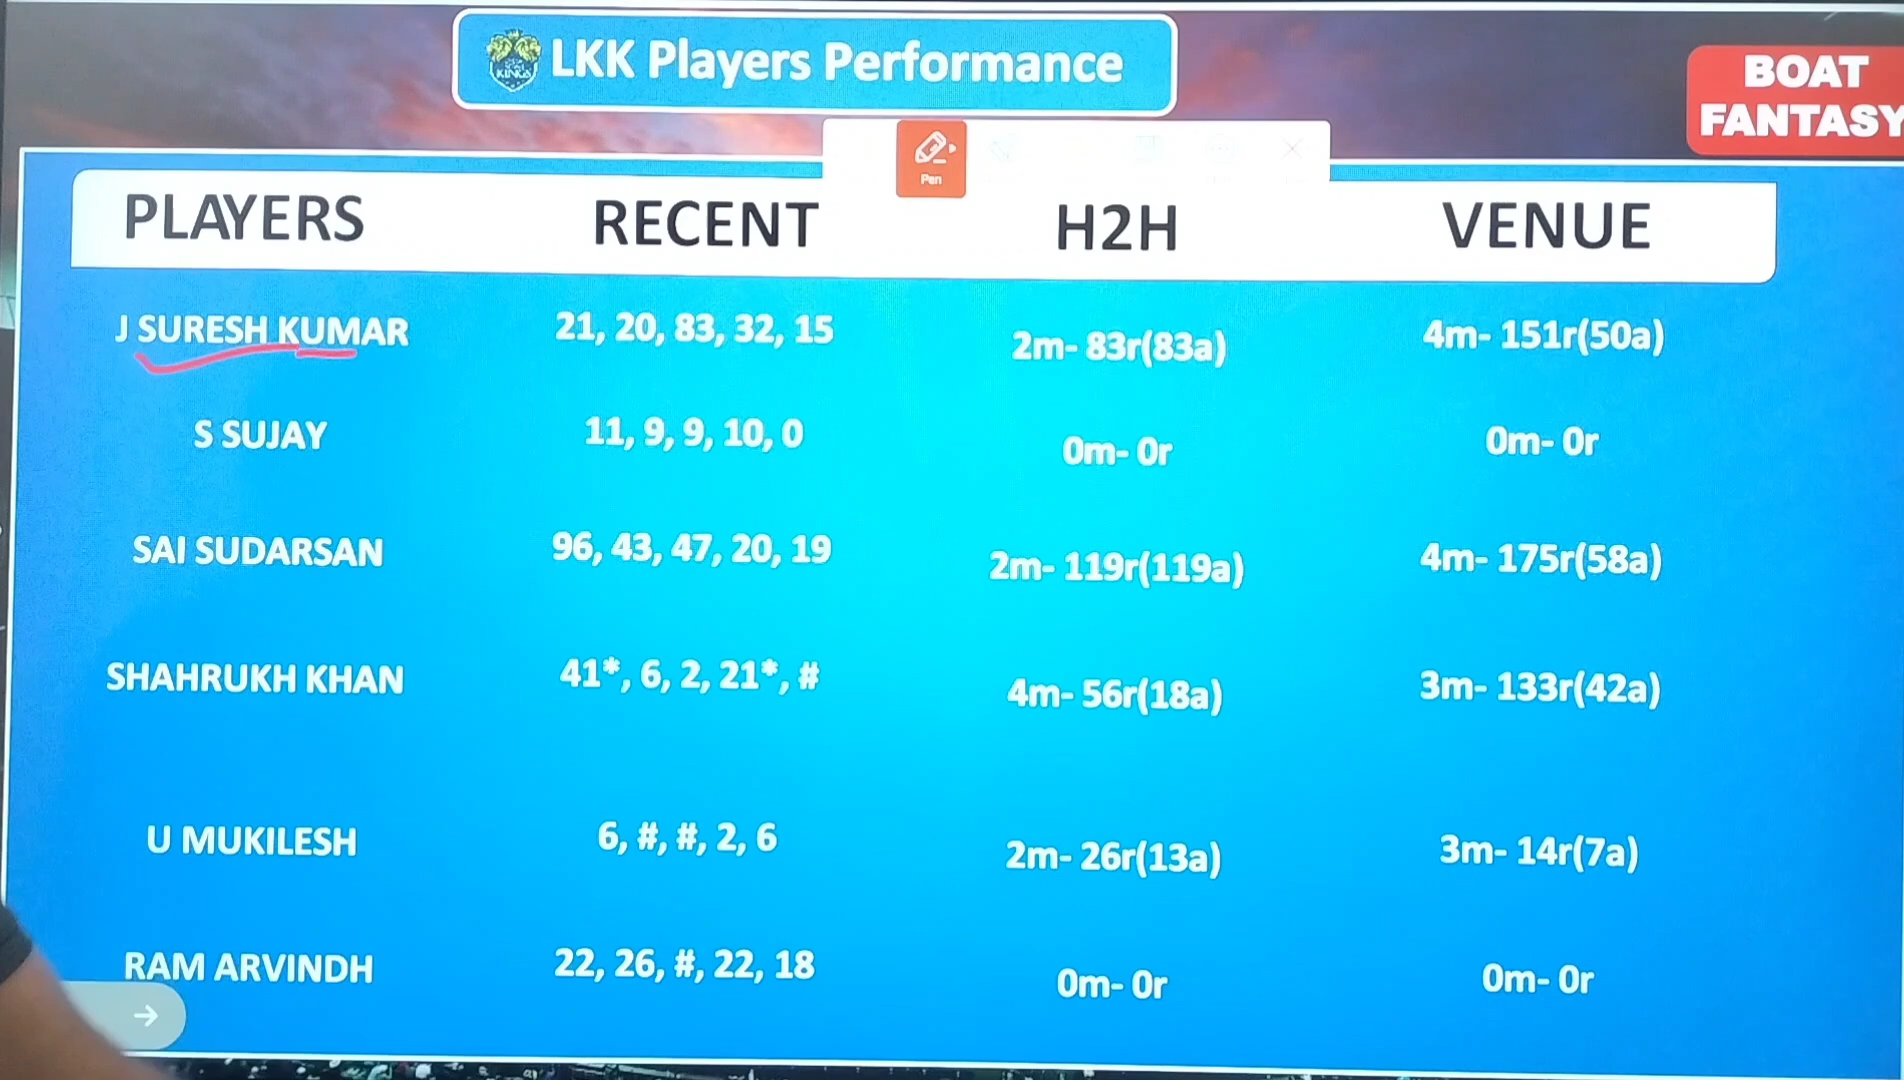 LKK Players Performance
BOAT
FANTASY
Pen
PLAYERS RECENT H2H VENUE
J SURESH KUMAR 21, 20, 83, 32, 15 2m- 83r(83a) 4m- 151r(50a)
S SUJAY 11, 9, 9, 10, 0 0m- 0r 0m- 0r
SAI SUDARSAN 96, 43, 47, 20, 19 2m- 119r(119a) 4m- 175r(58a)
SHAHRUKH KHAN 41*, 6, 2, 21*, # 4m- 56r(18a) 3m- 133r(42a)
U MUKILESH 6, #, #, 2, 6 2m- 26r(13a) 3m- 14r(7a)
RAM ARVINDH 22, 26, #, 22, 18 0m- 0r 0m- 0r